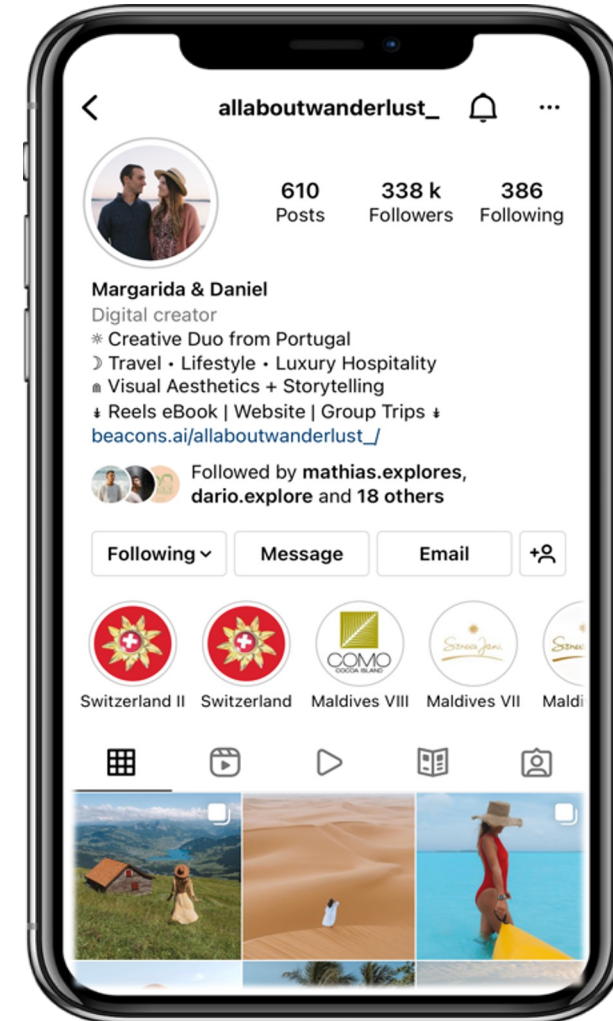 allaboutwanderlust_
610 338 k 386
Posts Followers Following
Margarida & Daniel
Digital creator
☼ Creative Duo from Portugal
☽ Travel • Lifestyle • Luxury Hospitality
⋒ Visual Aesthetics + Storytelling
↡ Reels eBook | Website | Group Trips ↡
beacons.ai/allaboutwanderlust_/
Followed by mathias.explores,
dario.explore and 18 others
Following Message Email
COMO
COCOA ISLAND
Soneva Jani
Switzerland II Switzerland Maldives VIII Maldives VII Maldi